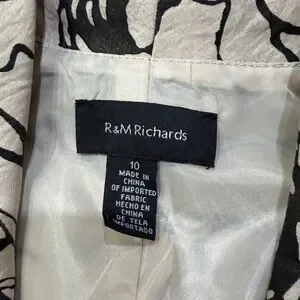 R&M Richards
10
MADE IN
CHINA
OF IMPORTED
FABRIC
HECHO EN
CHINA
DE TELA
IMPORTADO